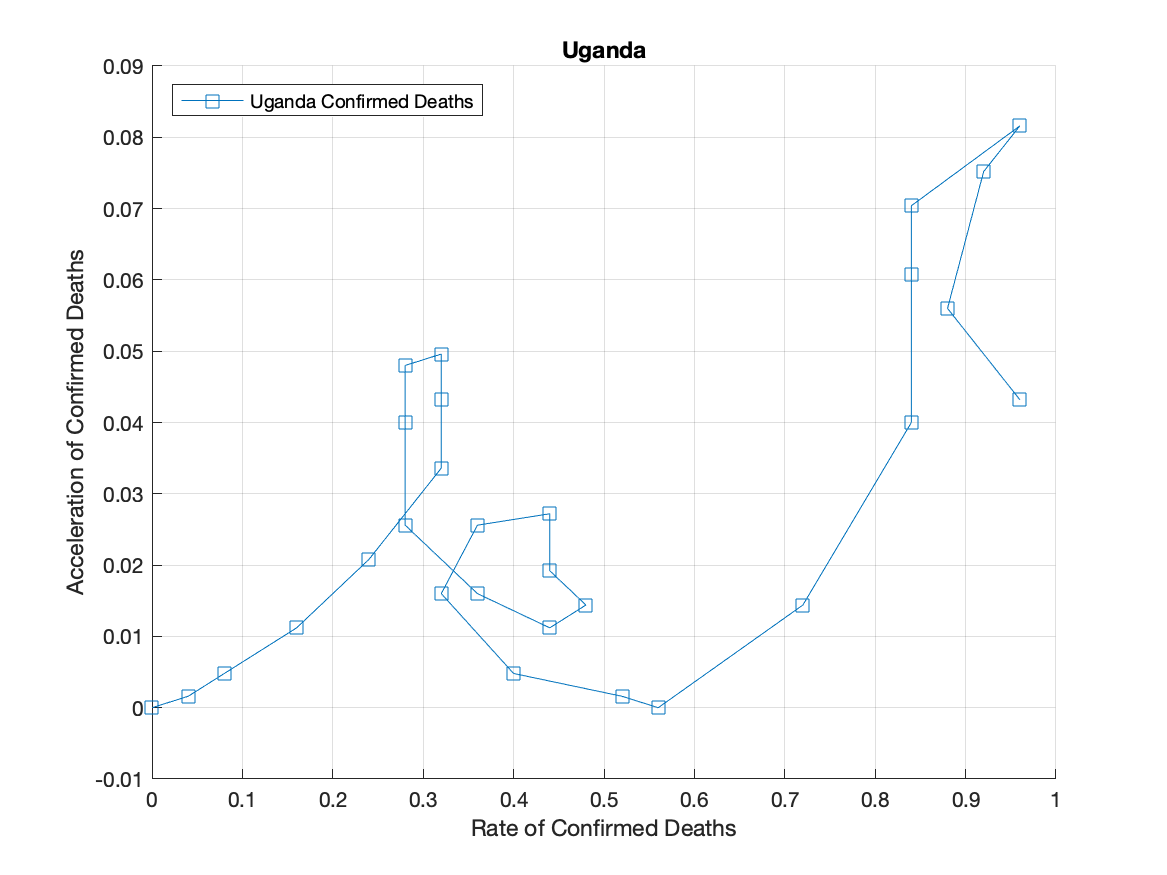 Uganda
Uganda Confirmed Deaths
0.09
0.08
0.07
0.06
0.05
0.04
0.03
0.02
0.01
0
-0.01
Acceleration of Confirmed Deaths
0 0.1 0.2 0.3 0.4 0.5 0.6 0.7 0.8 0.9 1
Rate of Confirmed Deaths